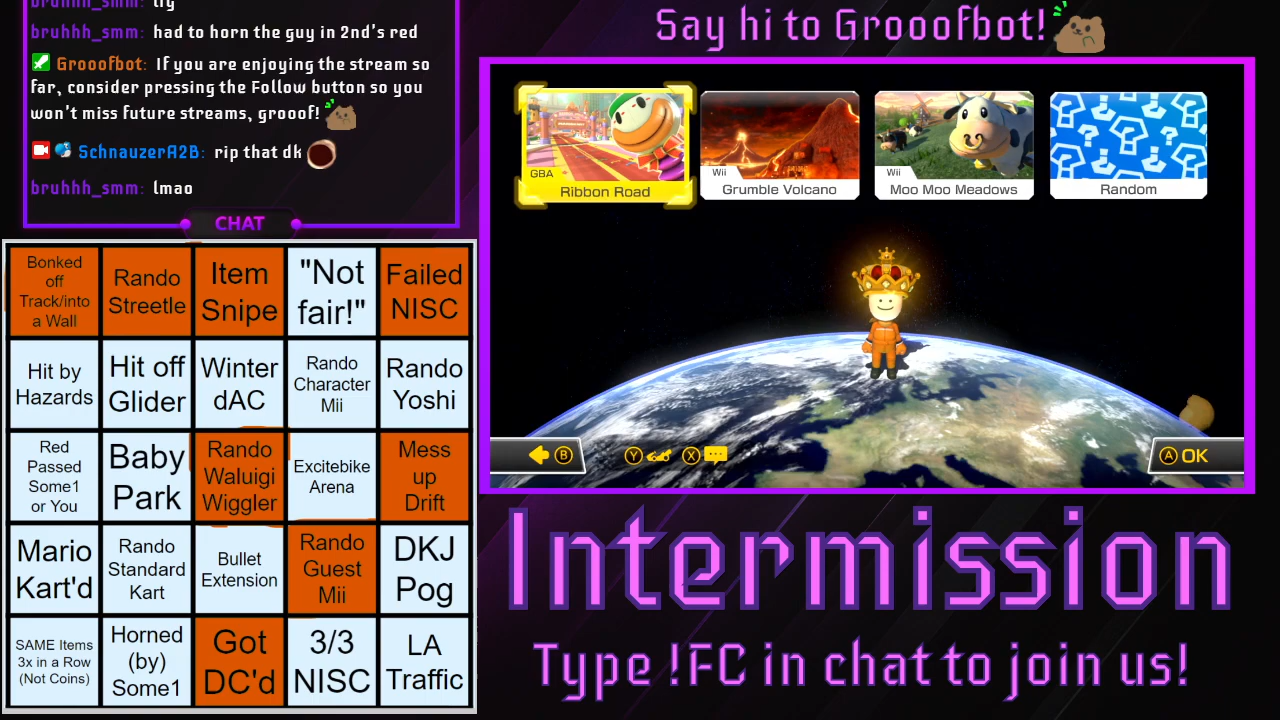 bruhhh_smm: try
bruhhh_smm: had to horn the guy in 2nd's red
Grooofbot: If you are enjoying the stream so
far, consider pressing the Follow button so you
won't miss future streams, grooof!
SchnauzerA2B: rip that dk
bruhhh_smm: lmao
CHAT
Bonked
off
Track/into
a Wall
Rando
Streetle
Item
Snipe
"Not
fair!"
Failed
NISC
Hit by
Hazards
Hit off
Glider
Winter
dAC
Rando
Character
Mii
Rando
Yoshi
Red
Passed
Some1
or You
Baby
Park
Rando
Waluigi
Wiggler
Excitebike
Arena
Mess
up
Drift
Mario
Kart'd
Rando
Standard
Kart
Bullet
Extension
Rando
Guest
Mii
DKJ
Pog
SAME Items
3x in a Row
(Not Coins)
Horned
(by)
Some1
Got
DC'd
3/3
NISC
LA
Traffic
Say hi to Grooofbot!
GBA
Ribbon Road
Wii
Grumble Volcano
Wii
Moo Moo Meadows
Random
B
Y
X
A OK
Intermission
Type !FC in chat to join us!